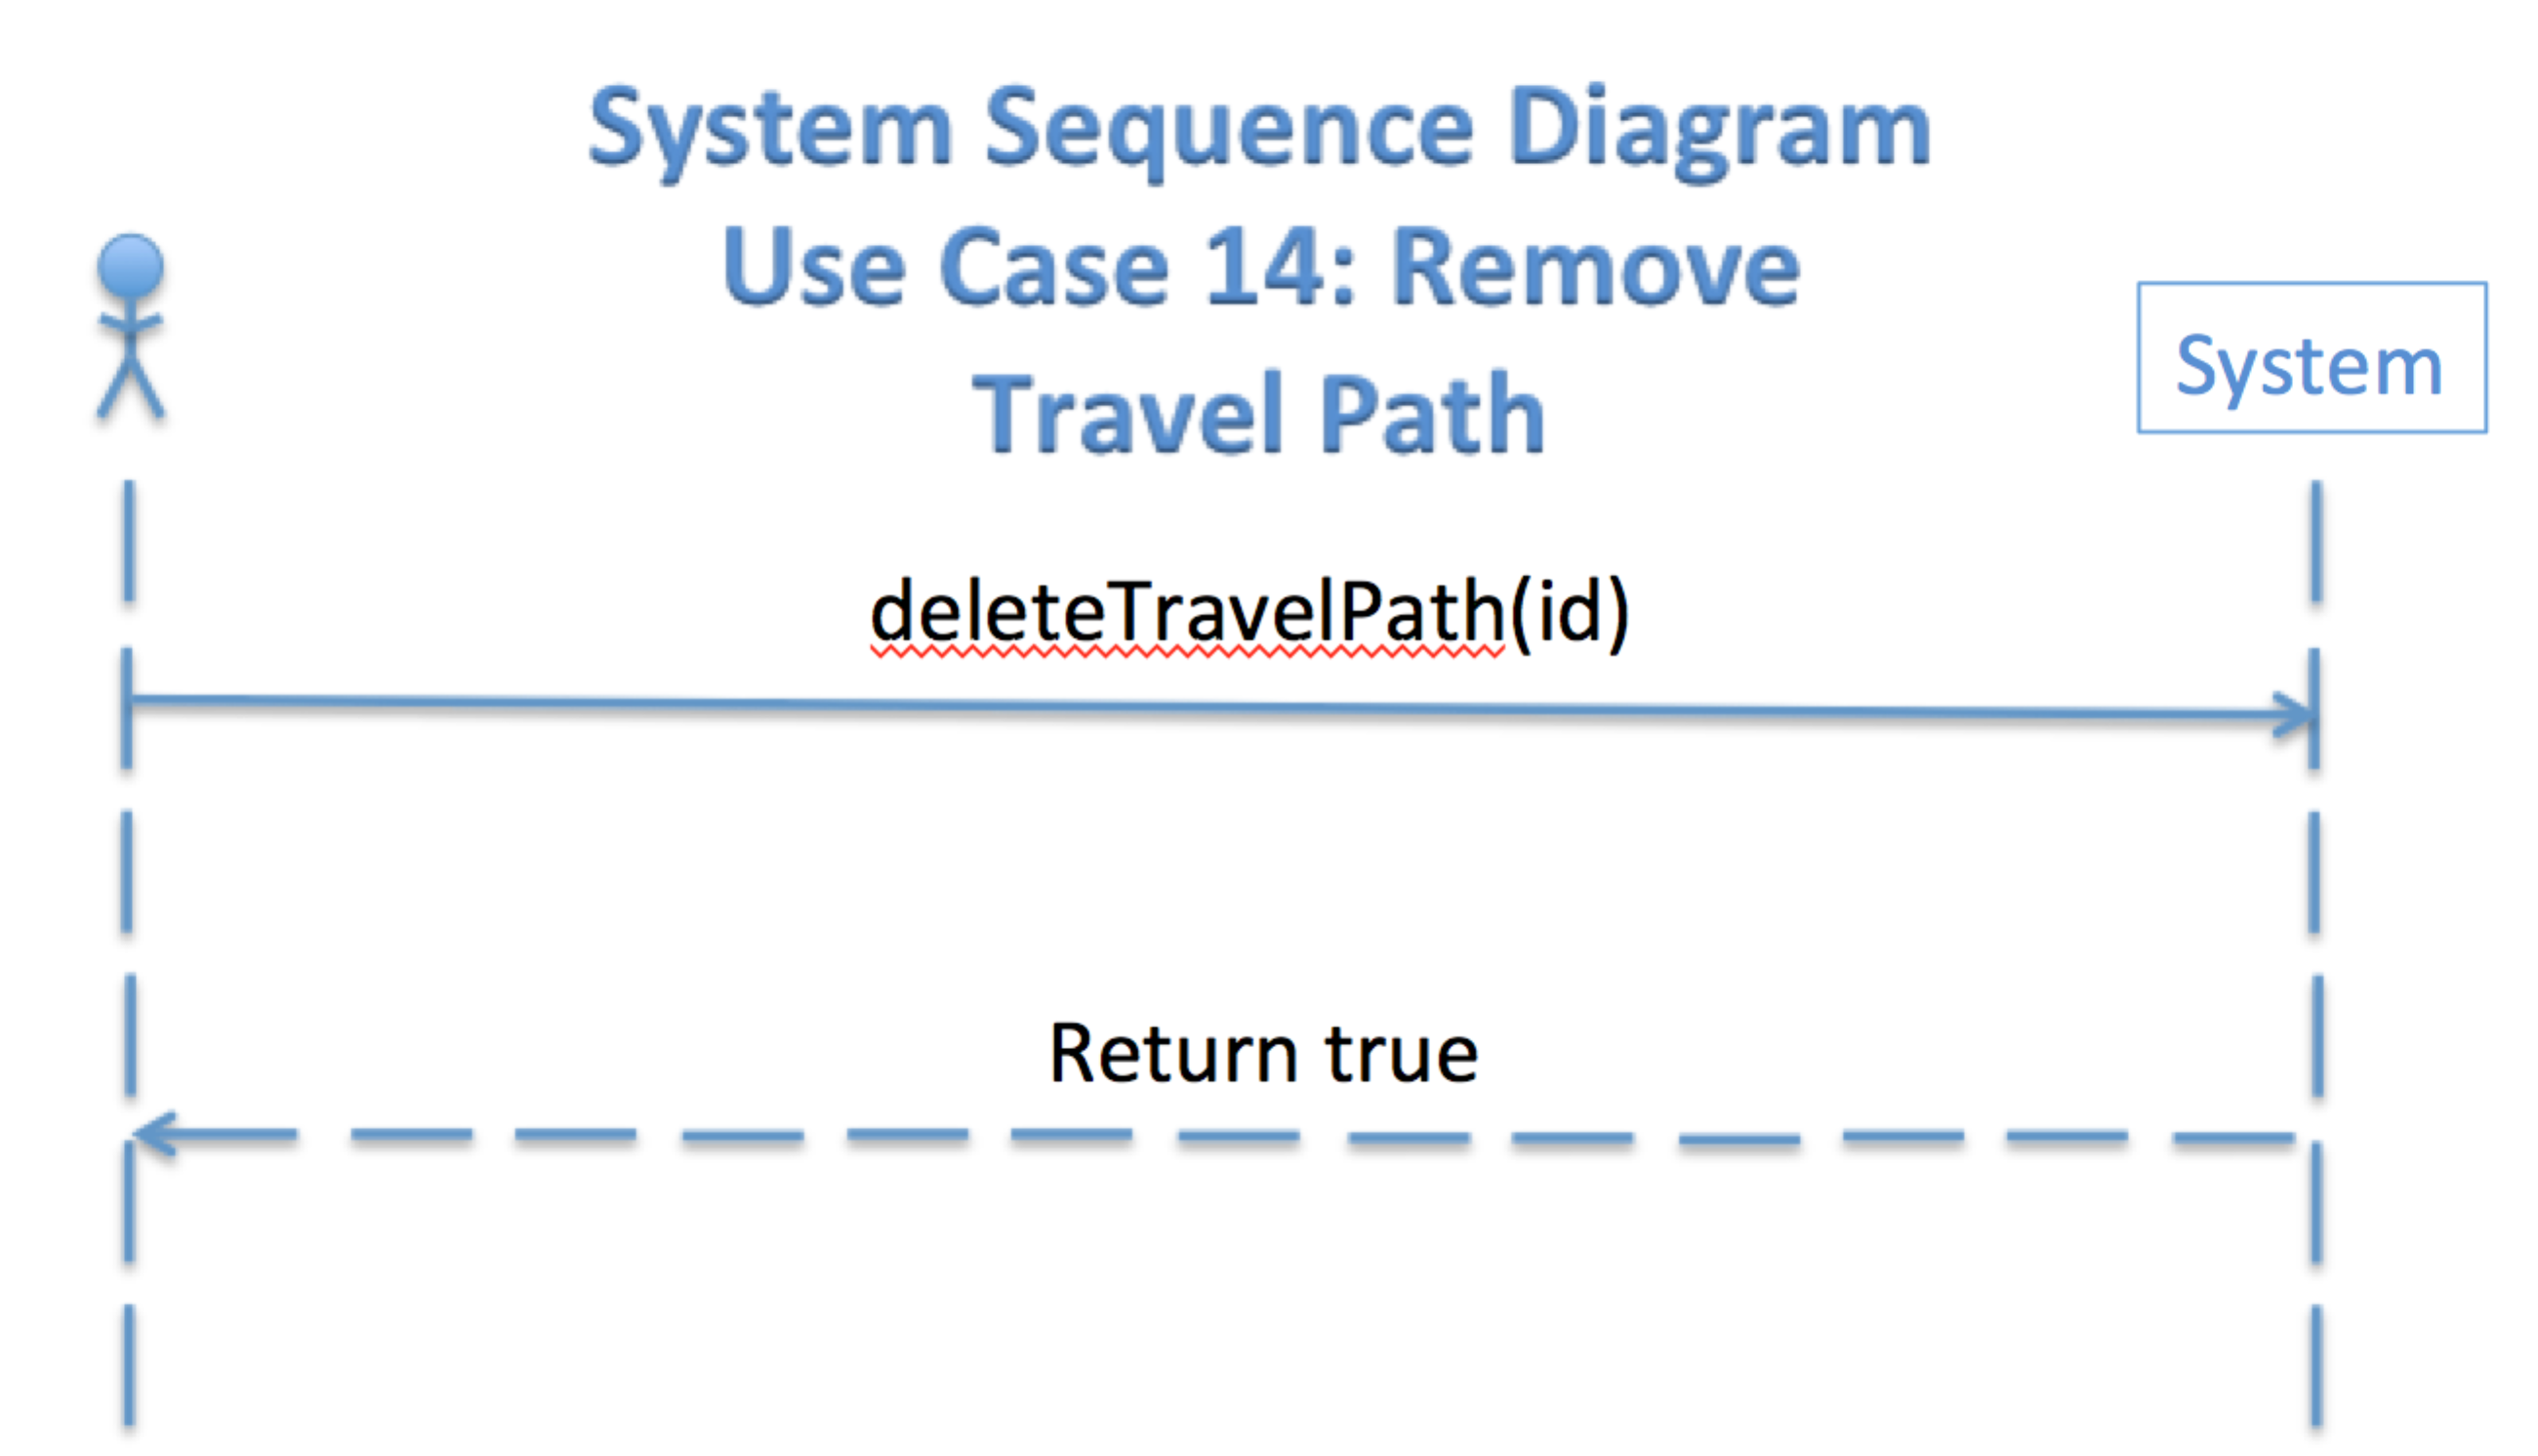 System Sequence Diagram
Use Case 14: Remove
Travel Path
System
deleteTravelPath(id)
Return true